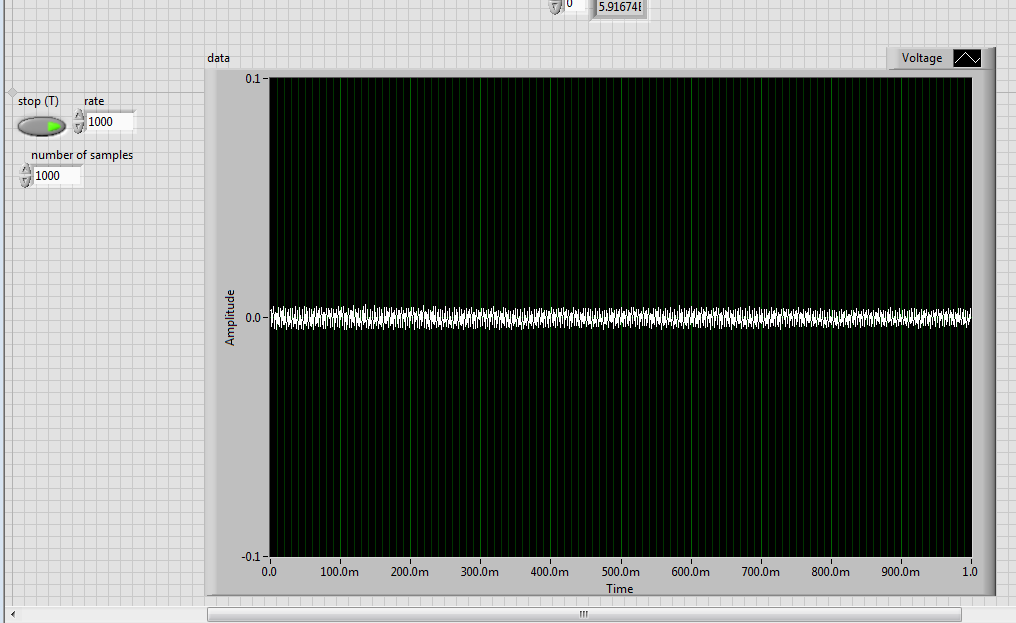 0 5.91674E
data
Voltage
0.1
stop (T) rate
1000
number of samples
1000
Amplitude
0.0
-0.1
0.0 100.0m 200.0m 300.0m 400.0m 500.0m 600.0m 700.0m 800.0m 900.0m 1.0
Time